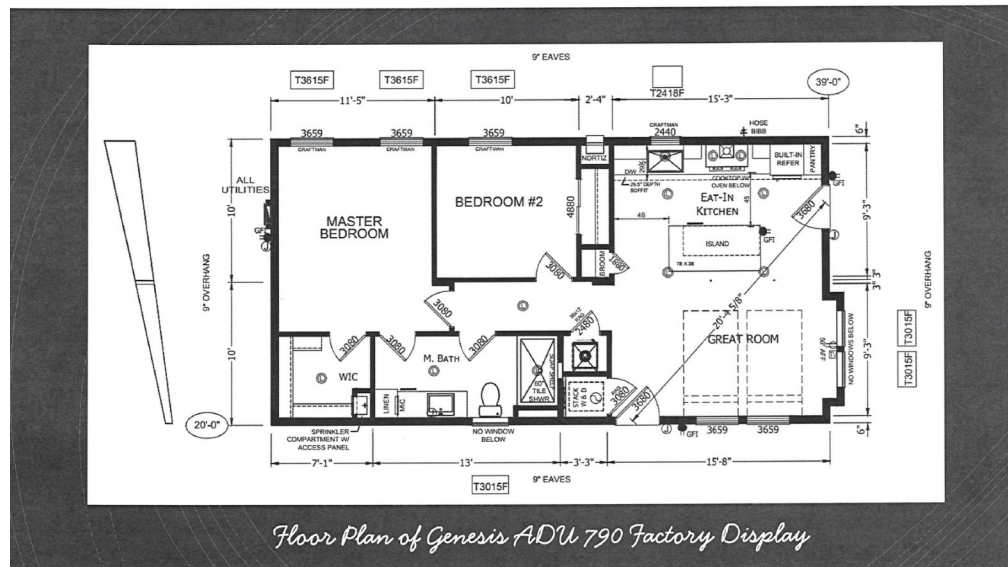 9" EAVES
T3615F
T3615F
T3615F
T2418F
39'-0"
11'-5"
10'
2'-4"
15'-3"
3659
CRAFTMAN
3659
CRAFTMAN
3659
CRAFTMAN
NORTIZ
CRAFTMAN
2440
HOSE
BIBB
6"
D/W
BUILT-IN
REFER
PANTRY
COOKTOP W/
OVEN BELOW
GFI
ALL
UTILITIES
10'
GFI
MASTER
BEDROOM
BEDROOM #2
4880
EAT-IN
KITCHEN
46
45
3680
9'-3"
ISLAND
GFI
78 X 38
BROOM
1880
3080
9" OVERHANG
3" 3"
9" OVERHANG
10'
3080
2480
20'-4 5/8"
GREAT ROOM
NO WINDOWS BELOW
9'-3"
T3015F
T3015F
3080
3080
3080
M. BATH
WIC
LINEN
MIC
60"
TILE
SHWR
STACK
W & D
3080
3680
3659
3659
GFI
6"
20'-0"
SPRINKLER
COMPARTMENT W/
ACCESS PANEL
NO WINDOW
BELOW
7'-1"
13'
3'-3"
15'-8"
T3015F
9" EAVES
Floor Plan of Genesis ADU 790 Factory Display